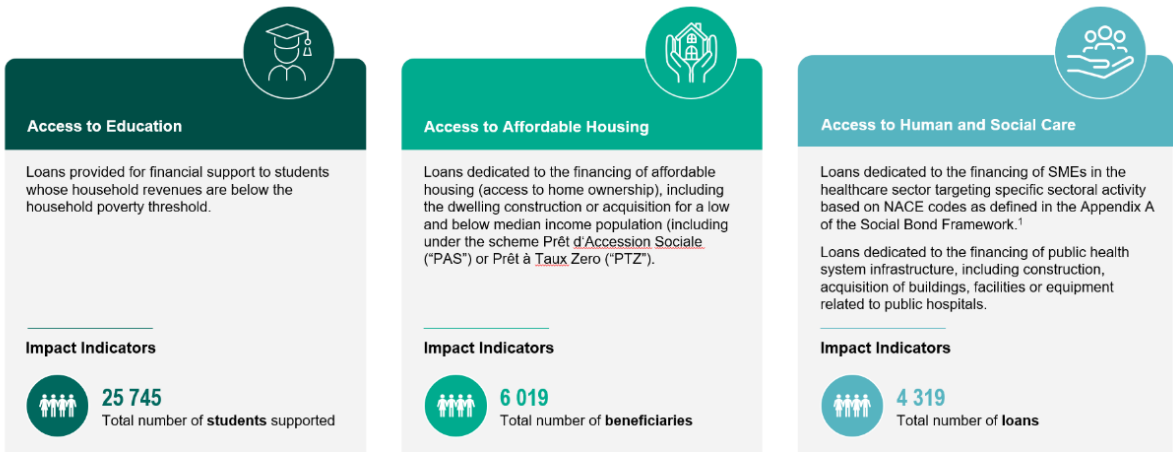 Access to Education
Loans provided for financial support to students
whose household revenues are below the
household poverty threshold.
Impact Indicators
25 745
Total number of students supported
Access to Affordable Housing
Loans dedicated to the financing of affordable
housing (access to home ownership), including
the dwelling construction or acquisition for a low
and below median income population (including
under the scheme Prêt d'Accession Sociale
(“PAS”) or Prêt à Taux Zero (“PTZ”).
Impact Indicators
6 019
Total number of beneficiaries
Access to Human and Social Care
Loans dedicated to the financing of SMEs in the
healthcare sector targeting specific sectoral activity
based on NACE codes as defined in the Appendix A
of the Social Bond Framework.¹
Loans dedicated to the financing of public health
system infrastructure, including construction,
acquisition of buildings, facilities or equipment
related to public hospitals.
Impact Indicators
4 319
Total number of loans